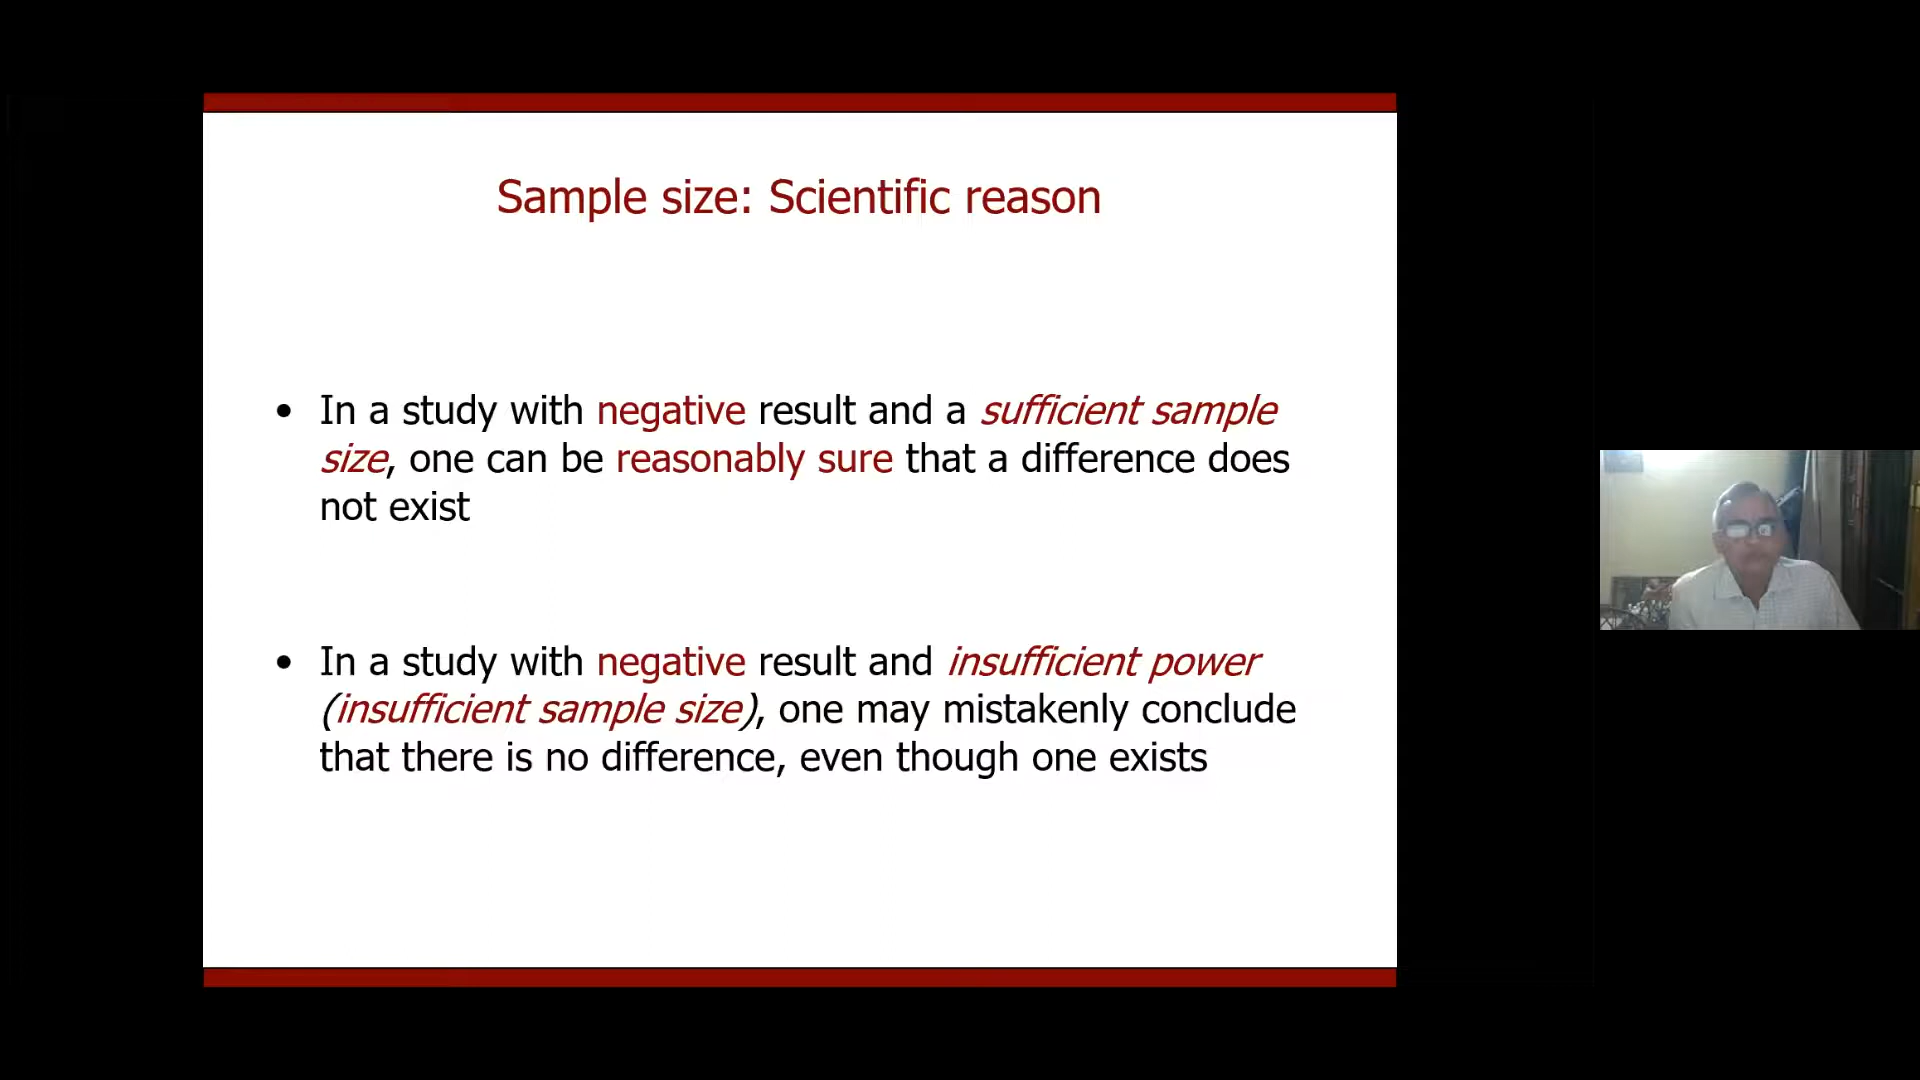 Sample size: Scientific reason
• In a study with negative result and a sufficient sample
size, one can be reasonably sure that a difference does
not exist
• In a study with negative result and insufficient power
(insufficient sample size), one may mistakenly conclude
that there is no difference, even though one exists